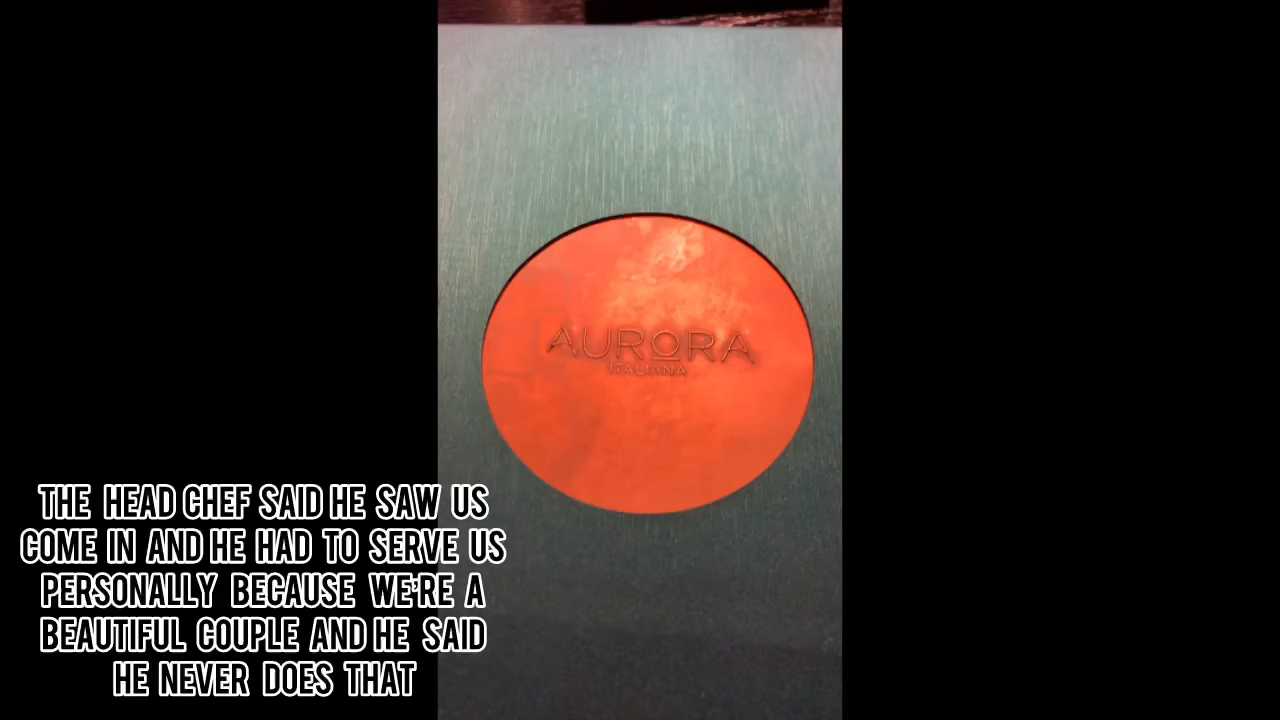 AURORA
ITALIANA
THE HEAD CHEF SAID HE SAW US
COME IN AND HE HAD TO SERVE US
PERSONALLY BECAUSE WE'RE A
BEAUTIFUL COUPLE AND HE SAID
HE NEVER DOES THAT